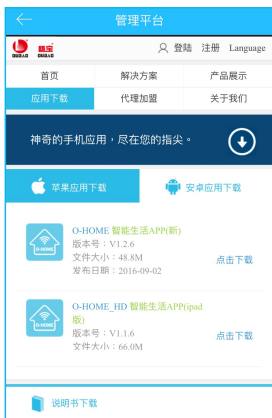 管理平台
OUBAO
欧宝
OUBAO
登陆 注册 Language
首页 解决方案 产品展示
应用下载 代理加盟 关于我们
神奇的手机应用，尽在您的指尖。
苹果应用下载 安卓应用下载
O-HOME 智能生活APP(新)
版本号：V1.2.6
文件大小：48.8M
发布日期：2016-09-02
点击下载
O-HOME
O-HOME_HD 智能生活APP(ipad
版)
版本号：V1.1.6
文件大小：66.0M
点击下载
O-HOME
说明书下载